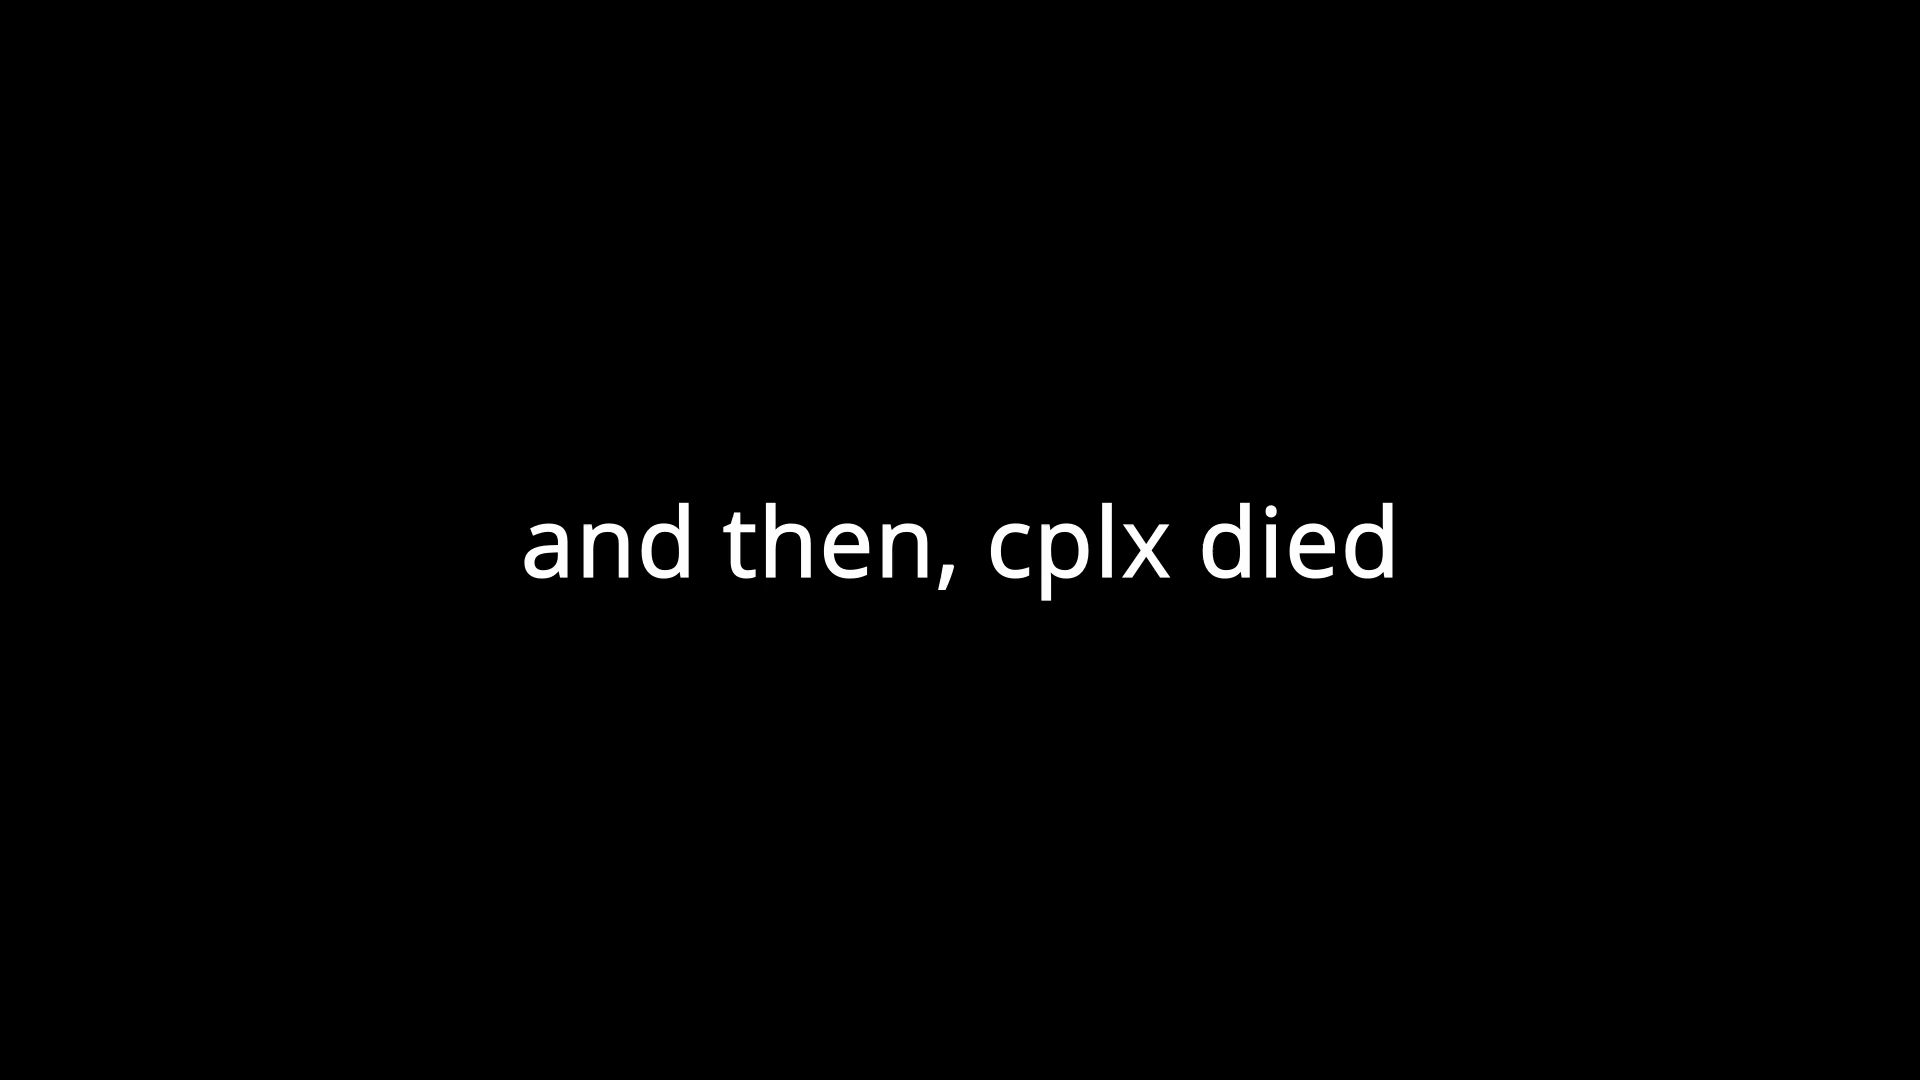 and then, cplx died